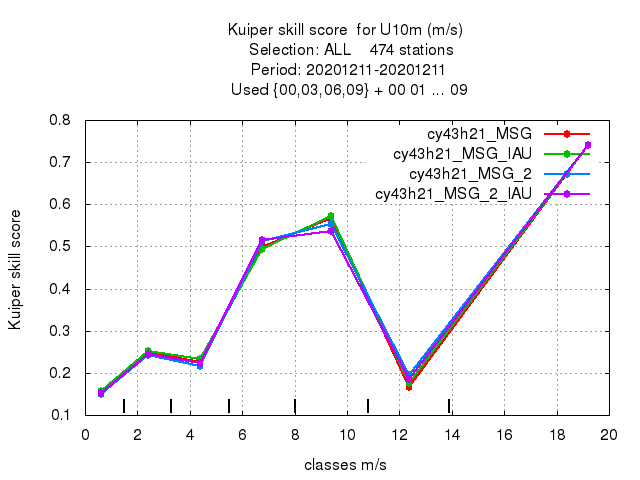 Kuiper skill score  for U10m (m/s)
Selection: ALL    474 stations
Period: 20201211-20201211
Used {00,03,06,09} + 00 01 ... 09
0.8
0.7
0.6
0.5
0.4
0.3
0.2
0.1
Kuiper skill score
cy43h21_MSG
cy43h21_MSG_IAU
cy43h21_MSG_2
cy43h21_MSG_2_IAU
0 2 4 6 8 10 12 14 16 18 20
classes m/s